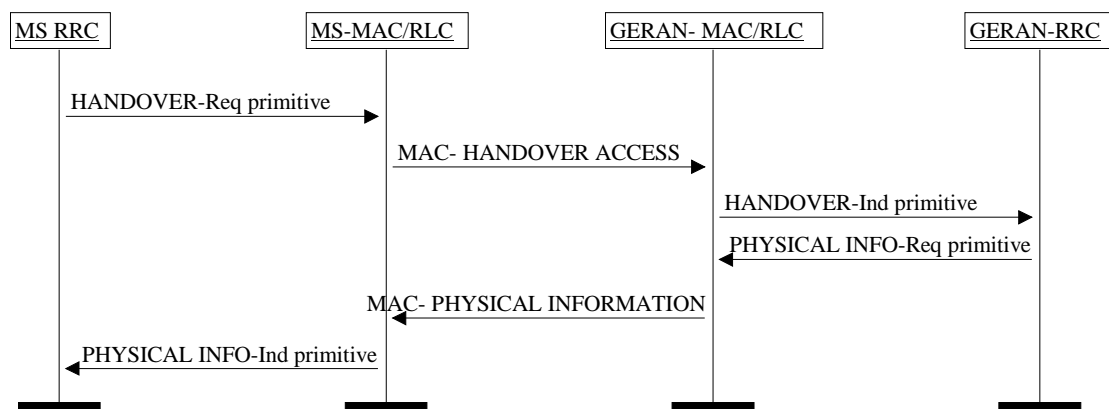 MS RRC
MS-MAC/RLC
GERAN- MAC/RLC
GERAN-RRC
HANDOVER-Req primitive
MAC- HANDOVER ACCESS
HANDOVER-Ind primitive
PHYSICAL INFO-Req primitive
MAC- PHYSICAL INFORMATION
PHYSICAL INFO-Ind primitive